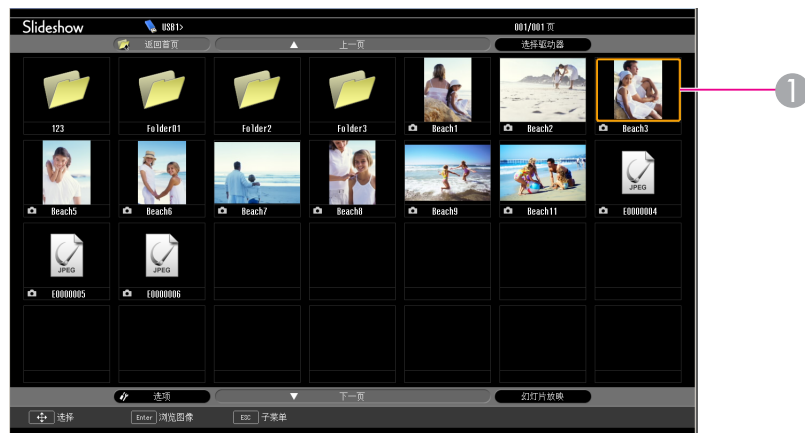 Slideshow USB1> 001/001 页
返回首页 上一页 选择驱动器
123 Folder01 Folder2 Folder3 Beach1 Beach2 Beach3
JPEG
Beach5 Beach6 Beach7 Beach8 Beach9 Beach11 E0000004
JPEG JPEG
E0000005 E0000006
选项 下一页 幻灯片放映
选择 Enter 浏览图像 ESC 子菜单
1